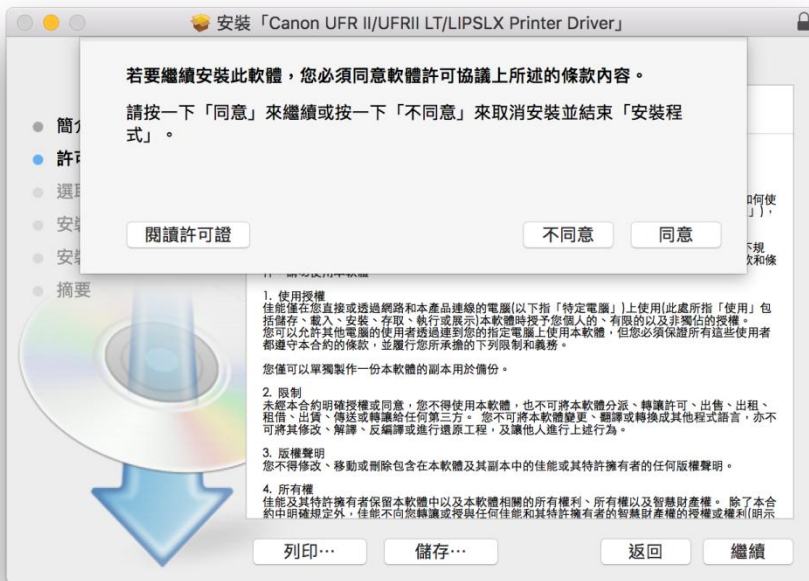 安裝「Canon UFR II/UFRII LT/LIPSLX Printer Driver」
若要繼續安裝此軟體，您必須同意軟體許可協議上所述的條款內容。
請按一下「同意」來繼續或按一下「不同意」來取消安裝並結束「安裝程
式」。
閱讀許可證
不同意
同意
簡介
許可
選取
安裝
安裝
摘要
如何使
」)，
下規
款和條
1. 使用授權
佳能僅在您直接或透過網路和本產品連線的電腦(以下指「特定電腦」)上使用(此處所指「使用」包
括儲存、載入、安裝、存取、執行或展示)本軟體時授予您個人的、有限的以及非獨佔的授權。
您可以允許其他電腦的使用者透過連到您的指定電腦上使用本軟體，但您必須保證所有這些使用者
都遵守本合約的條款，並履行您所承擔的下列限制和義務。
您僅可以單獨製作一份本軟體的副本用於備份。
2. 限制
未經本合約明確授權或同意，您不得使用本軟體，也不可將本軟體分派、轉讓許可、出售、出租、
租借、出賃、傳送或轉讓給任何第三方。 您不可將本軟體變更、翻譯或轉換成其他程式語言，亦不
可將其修改、解譯、反編譯或進行還原工程，及讓他人進行上述行為。
3. 版權聲明
您不得修改、移動或刪除包含在本軟體及其副本中的佳能或其特許擁有者的任何版權聲明。
4. 所有權
佳能及其特許擁有者保留本軟體中以及本軟體相關的所有權利、所有權以及智慧財產權。 除了本合
約中明確規定外，佳能不向您轉讓或授與任何佳能和其特許擁有者的智慧財產權的授權或權利(明示
列印…
儲存…
返回
繼續